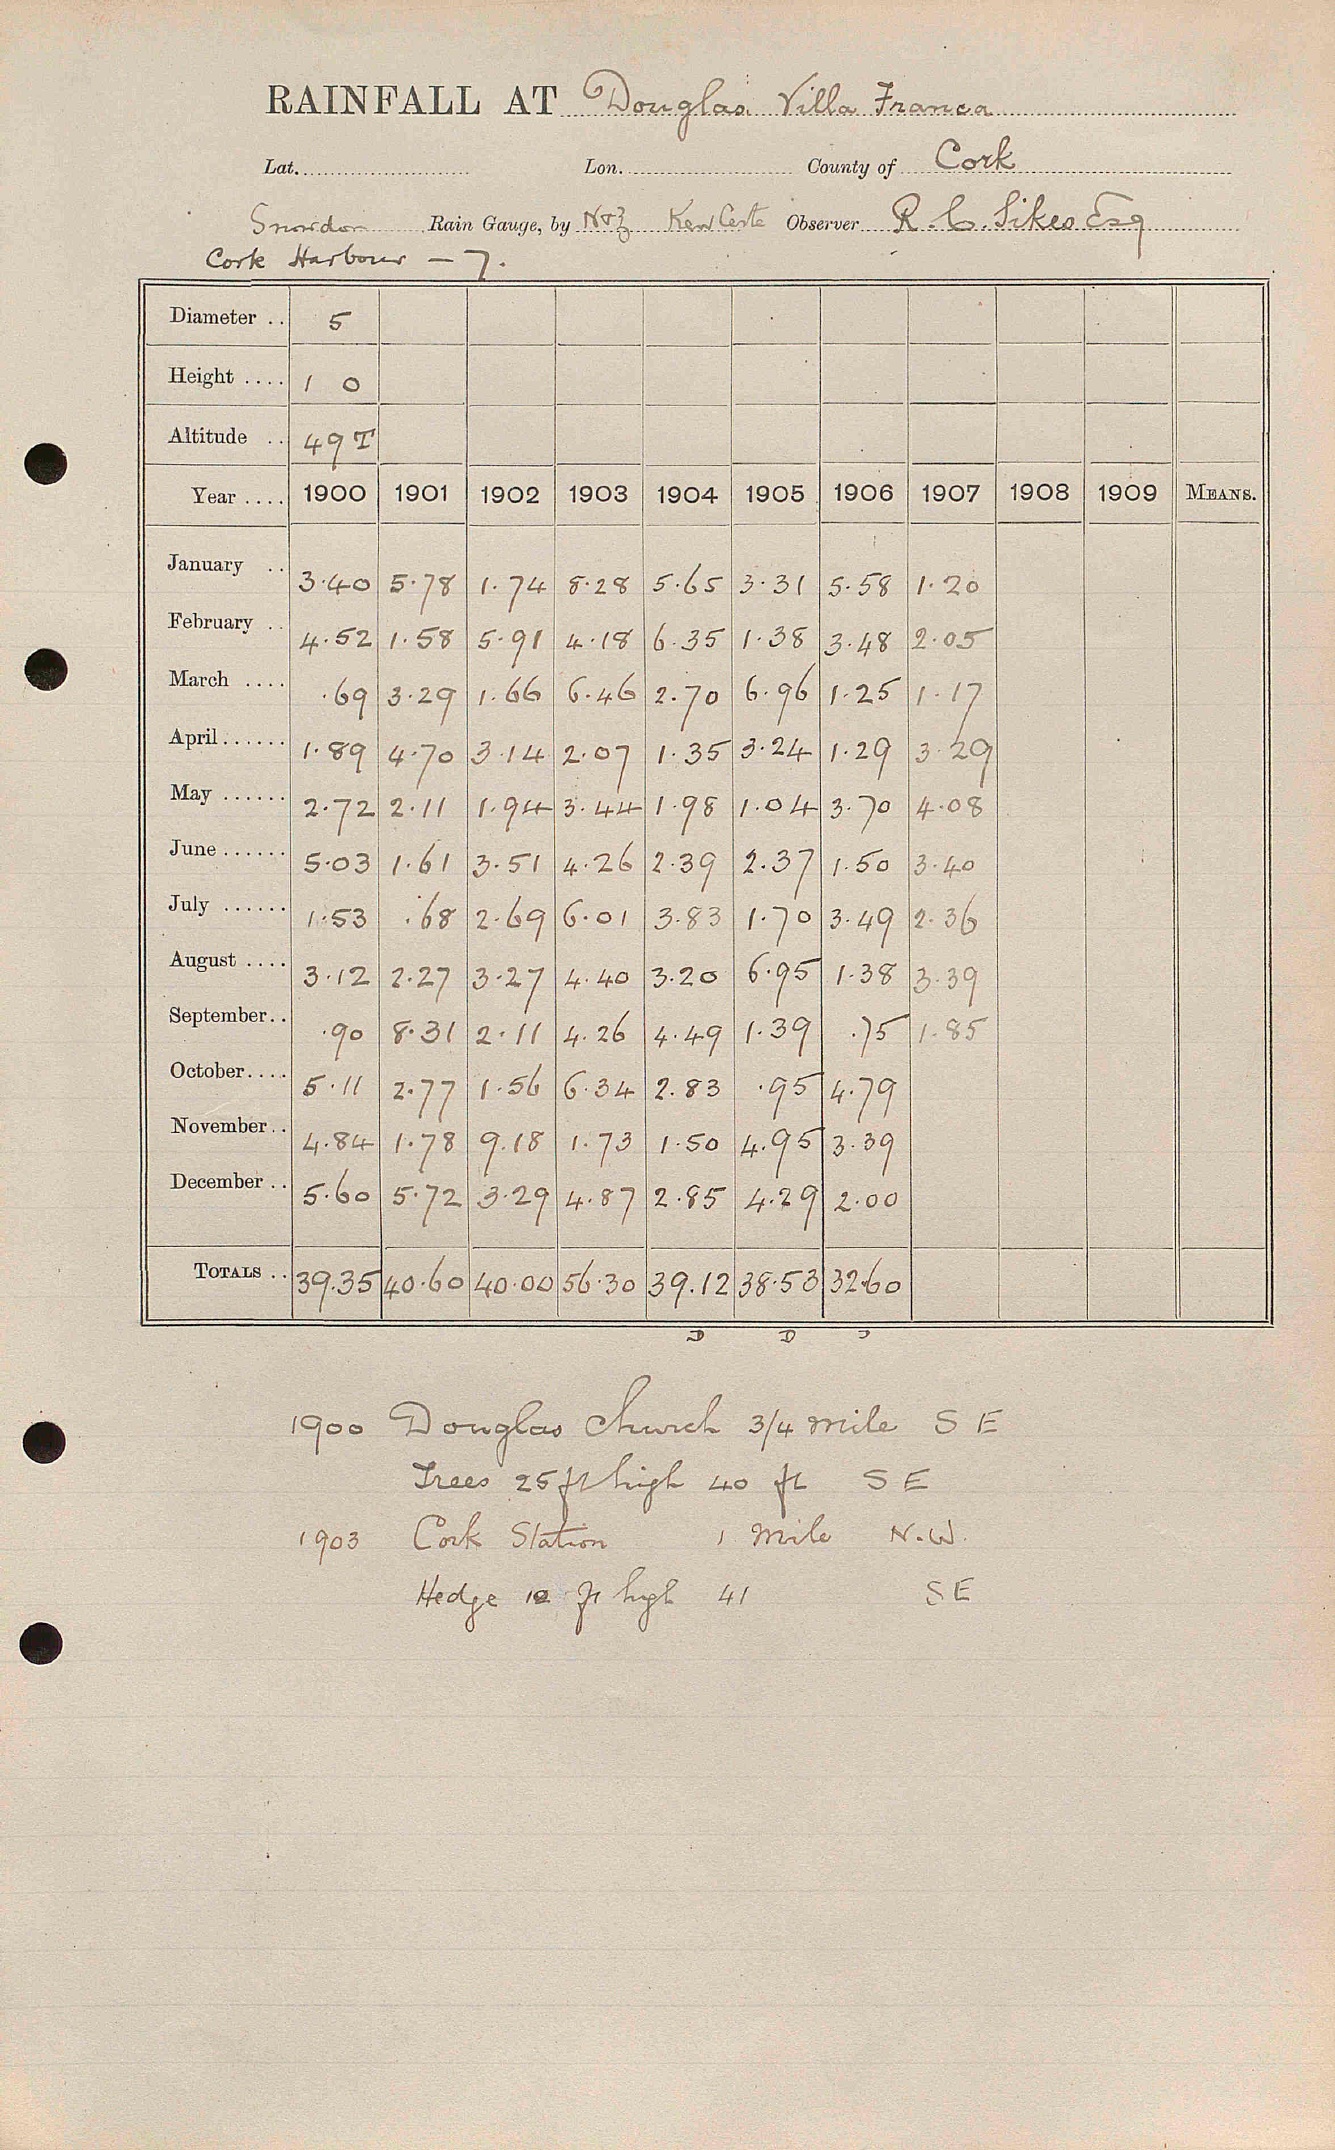 RAINFALL AT Douglas. Villa Franca
Lat. Lon. County of Cork
Snowdon Rain Gauge, by N&Z Kew Certe Observer R. C. Sikes Esq
Cork Harbour — 7.
Diameter .. 5
Height .... 1 0
Altitude .. 49 T
Year .... 1900 1901 1902 1903 1904 1905 1906 1907 1908 1909 MEANS.
January .. 3.40 5.78 1.74 8.28 5.65 3.31 5.58 1.20
February .. 4.52 1.58 5.91 4.18 6.35 1.38 3.48 2.05
March .... .69 3.29 1.66 6.46 2.70 6.96 1.25 1.17
April...... 1.89 4.70 3.14 2.07 1.35 3.24 1.29 3.29
May ...... 2.72 2.11 1.94 3.44 1.98 1.04 3.70 4.08
June ...... 5.03 1.61 3.51 4.26 2.39 2.37 1.50 3.40
July ...... 1.53 .68 2.69 6.01 3.83 1.70 3.49 2.36
August .... 3.12 2.27 3.27 4.40 3.20 6.95 1.38 3.39
September.. .90 8.31 2.11 4.26 4.49 1.39 .75 1.85
October.... 5.11 2.77 1.56 6.34 2.83 .95 4.79
November.. 4.84 1.78 9.18 1.73 1.50 4.95 3.39
December .. 5.60 5.72 3.29 4.87 2.85 4.29 2.00
TOTALS .. 39.35 40.60 40.00 56.30 39.12 38.53 32.60
D D D
1900 Douglas Church 3/4 mile S E
Trees 25 ft high 40 ft S E
1903 Cork Station 1 Mile N.W.
Hedge 12 ft high 41 S E